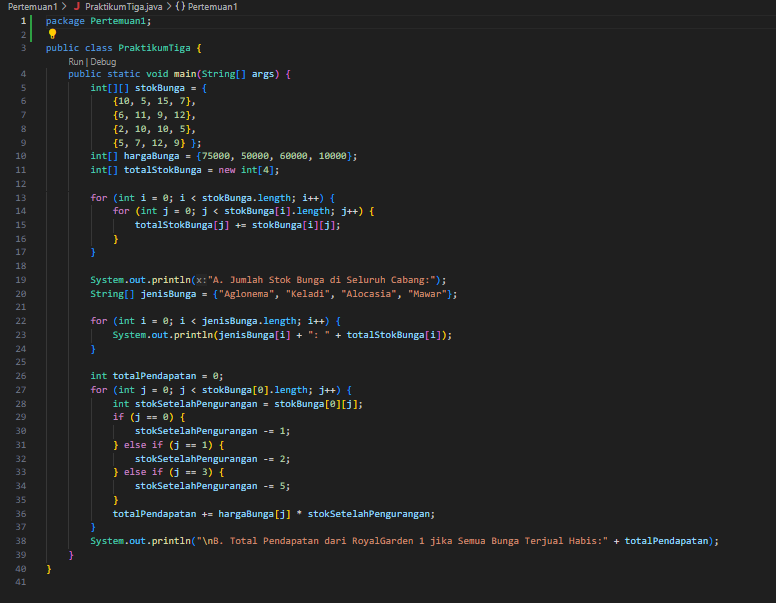 Pertemuan1 > J PraktikumTiga.java > {} Pertemuan1
1 package Pertemuan1;
2
3 public class PraktikumTiga {
Run | Debug
4 public static void main(String[] args) {
5 int[][] stokBunga = {
6 {10, 5, 15, 7},
7 {6, 11, 9, 12},
8 {2, 10, 10, 5},
9 {5, 7, 12, 9} };
10 int[] hargaBunga = {75000, 50000, 60000, 10000};
11 int[] totalStokBunga = new int[4];
12
13 for (int i = 0; i < stokBunga.length; i++) {
14 for (int j = 0; j < stokBunga[i].length; j++) {
15 totalStokBunga[j] += stokBunga[i][j];
16 }
17 }
18
19 System.out.println(x:"A. Jumlah Stok Bunga di Seluruh Cabang:");
20 String[] jenisBunga = {"Aglonema", "Keladi", "Alocasia", "Mawar"};
21
22 for (int i = 0; i < jenisBunga.length; i++) {
23 System.out.println(jenisBunga[i] + ": " + totalStokBunga[i]);
24 }
25
26 int totalPendapatan = 0;
27 for (int j = 0; j < stokBunga[0].length; j++) {
28 int stokSetelahPengurangan = stokBunga[0][j];
29 if (j == 0) {
30 stokSetelahPengurangan -= 1;
31 } else if (j == 1) {
32 stokSetelahPengurangan -= 2;
33 } else if (j == 3) {
34 stokSetelahPengurangan -= 5;
35 }
36 totalPendapatan += hargaBunga[j] * stokSetelahPengurangan;
37 }
38 System.out.println("\nB. Total Pendapatan dari RoyalGarden 1 jika Semua Bunga Terjual Habis:" + totalPendapatan);
39 }
40 }
41